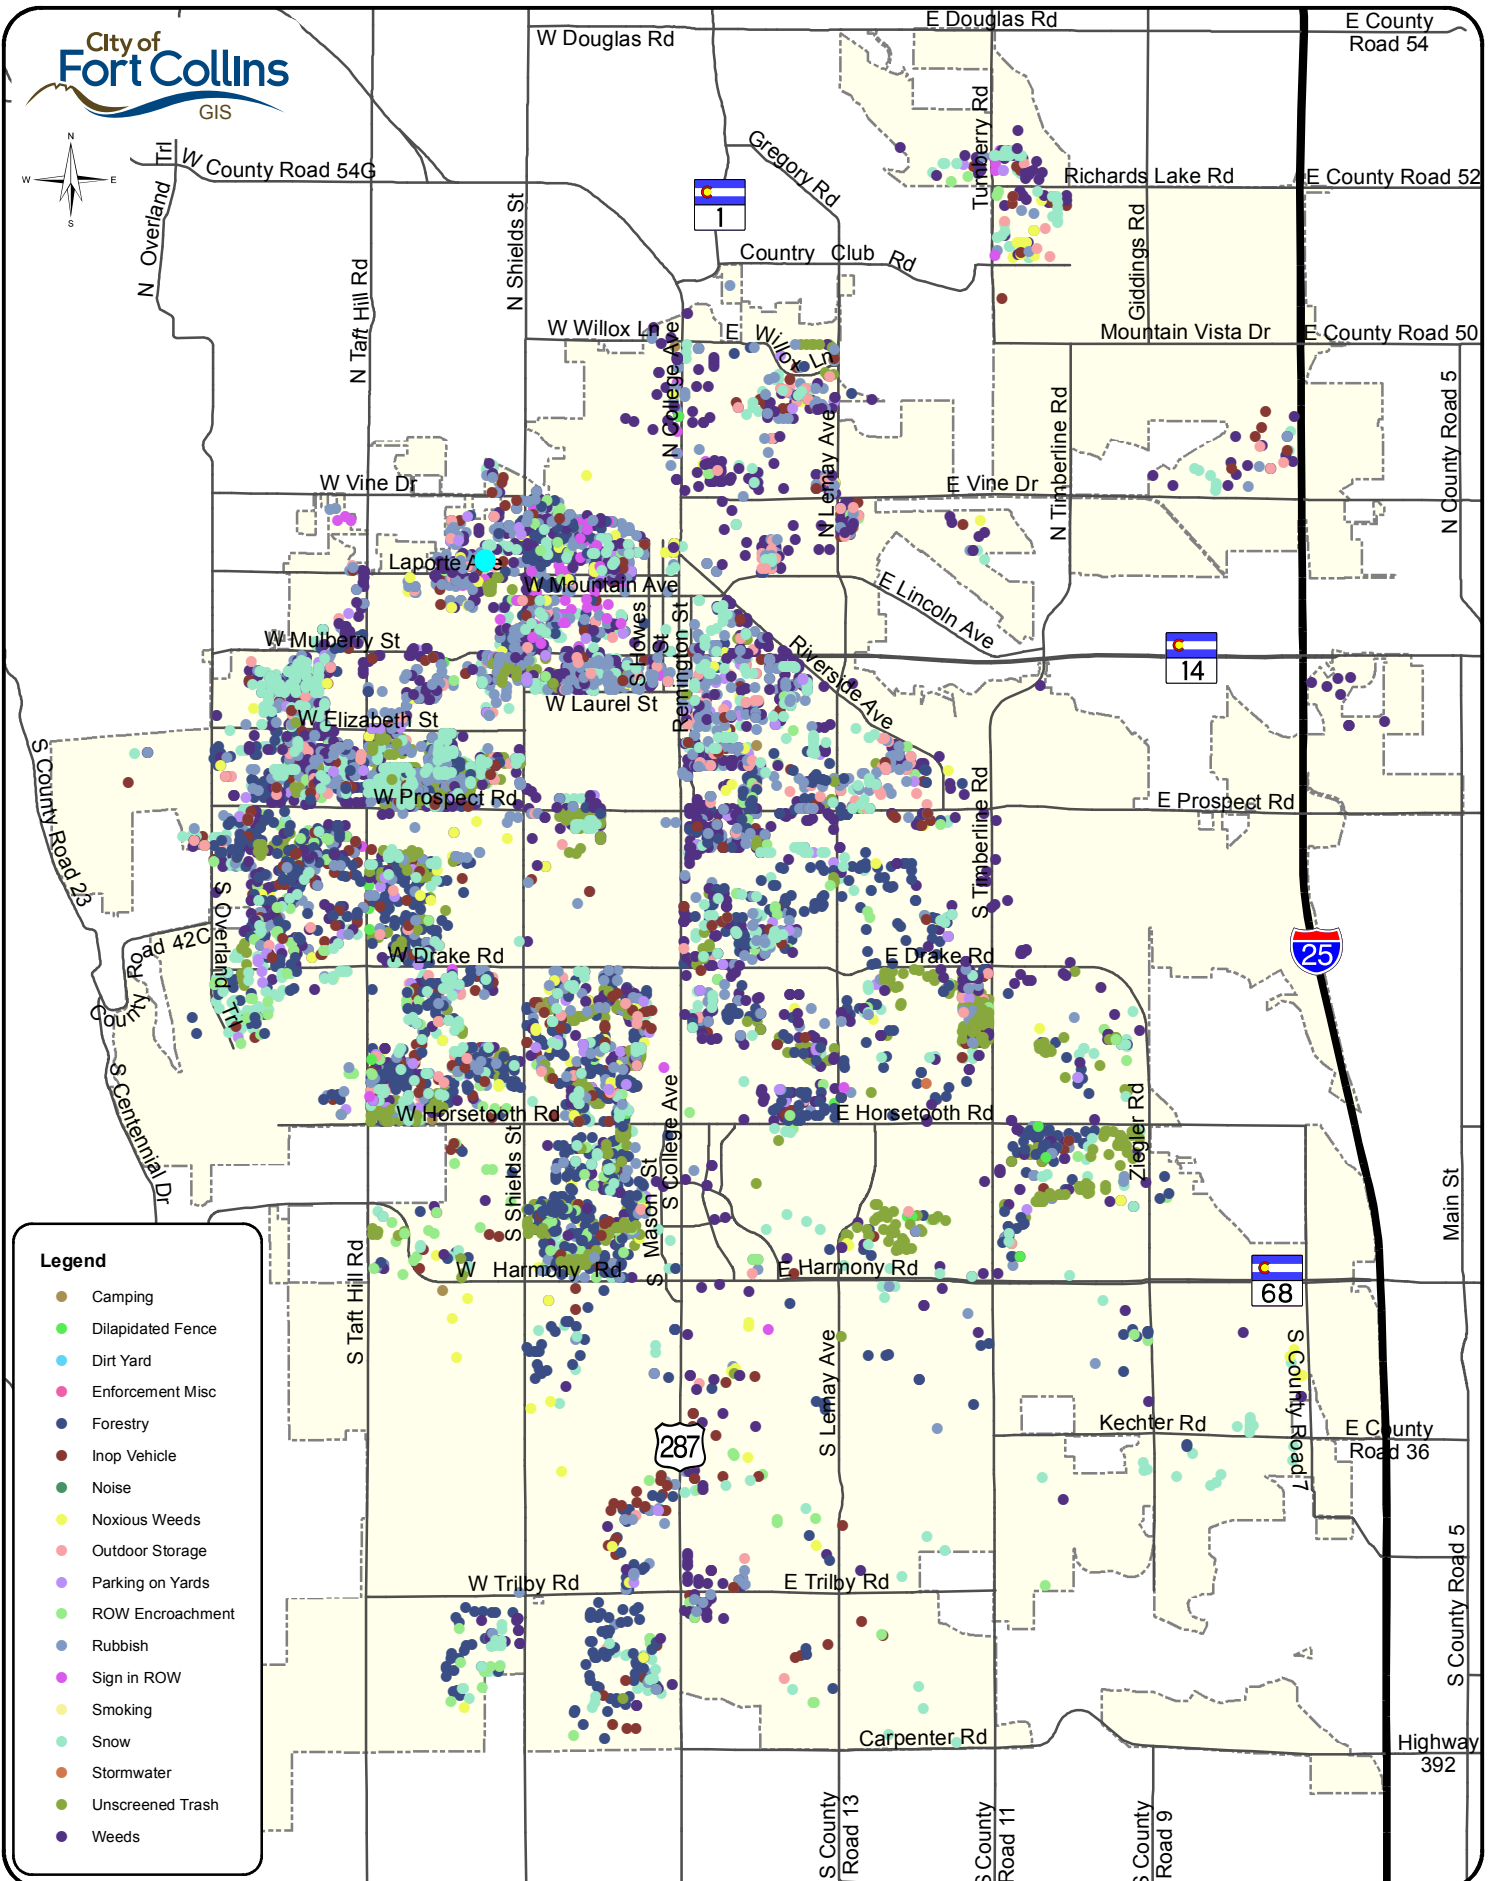 City of
Fort Collins
GIS
N
W
E
S
E Douglas Rd
W Douglas Rd
E County
Road 54
N Overland Trl
W County Road 54G
Gregory Rd
Turnberry Rd
Richards Lake Rd
E County Road 52
1
N Shields St
N Taft Hill Rd
Country Club Rd
Giddings Rd
W Willox Ln
E Willox Ln
Mountain Vista Dr
E County Road 50
N College Ave
N Lemay Ave
N Timberline Rd
N County Road 5
W Vine Dr
E Vine Dr
Laporte Ave
W Mountain Ave
E Lincoln Ave
W Mulberry St
S Howes St
Remington St
Riverside Ave
14
W Laurel St
W Elizabeth St
S County Road 23
W Prospect Rd
E Prospect Rd
S Timberline Rd
S Overland Trl
County Road 42C
W Drake Rd
E Drake Rd
25
S Centennial Dr
W Horsetooth Rd
E Horsetooth Rd
S Shields St
Mason St
S College Ave
Ziegler Rd
Main St
S Taft Hill Rd
W Harmony Rd
S
E Harmony Rd
68
S Lemay Ave
S County Road 7
287
Kechter Rd
E County
Road 36
W Trilby Rd
E Trilby Rd
S County Road 5
Carpenter Rd
Highway
392
S County
Road 13
S County
Road 11
S County
Road 9
Legend
Camping
Dilapidated Fence
Dirt Yard
Enforcement Misc
Forestry
Inop Vehicle
Noise
Noxious Weeds
Outdoor Storage
Parking on Yards
ROW Encroachment
Rubbish
Sign in ROW
Smoking
Snow
Stormwater
Unscreened Trash
Weeds